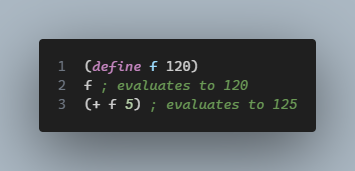 1 (define f 120)
2 f ; evaluates to 120
3 (+ f 5) ; evaluates to 125